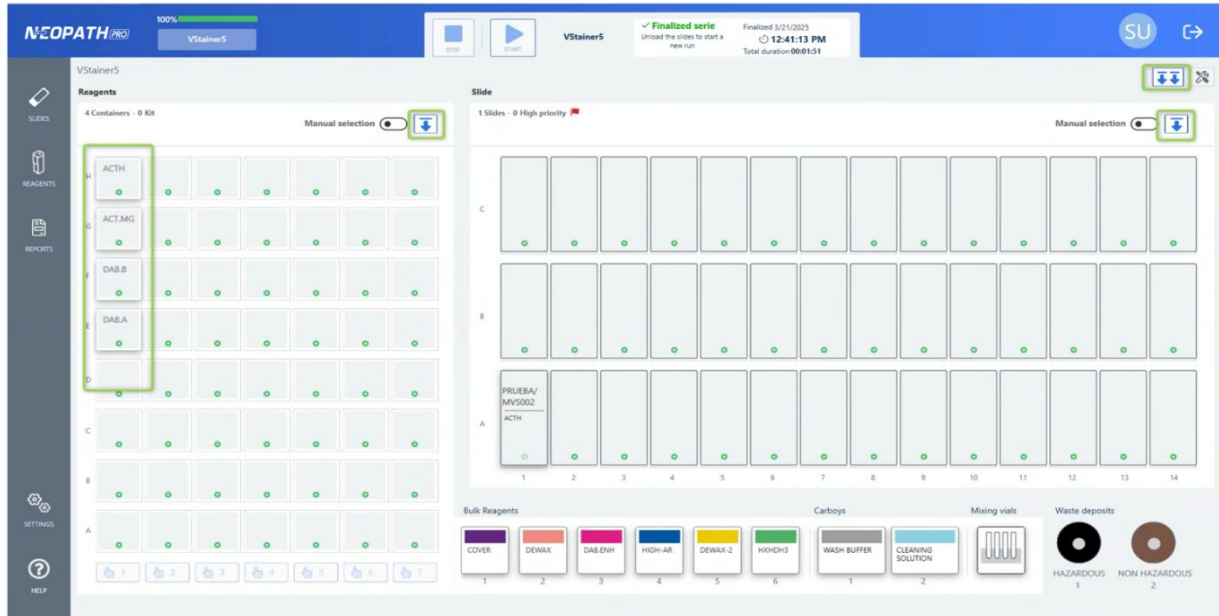 NEOPATH PRO
100%
VStainer5
STOP
START
VStainer5
✓ Finalized serie
Unload the slides to start a
new run
Finalized 3/21/2025
12:41:13 PM
Total duration 00:01:51
SU
SLIDES
REAGENTS
REPORTS
SETTINGS
HELP
VStainer5
Reagents
4 Containers - 0 Kit
Manual selection
H
ACTH
G
ACT.MG
F
DAB.B
E
DAB.A
D
C
B
A
1 2 3 4 5 6 7
Slide
1 Slides - 0 High priority
Manual selection
C
B
A
PRUEBA/
MVS002
ACTH
1 2 3 4 5 6 7 8 9 10 11 12 13 14
Bulk Reagents
COVER
1
DEWAX
2
DAB.ENH
3
HIGH-AR
4
DEWAX-2
5
HXHDH3
6
Carboys
WASH BUFFER
1
CLEANING
SOLUTION
2
Mixing vials
Waste deposits
HAZARDOUS
1
NON HAZARDOUS
2